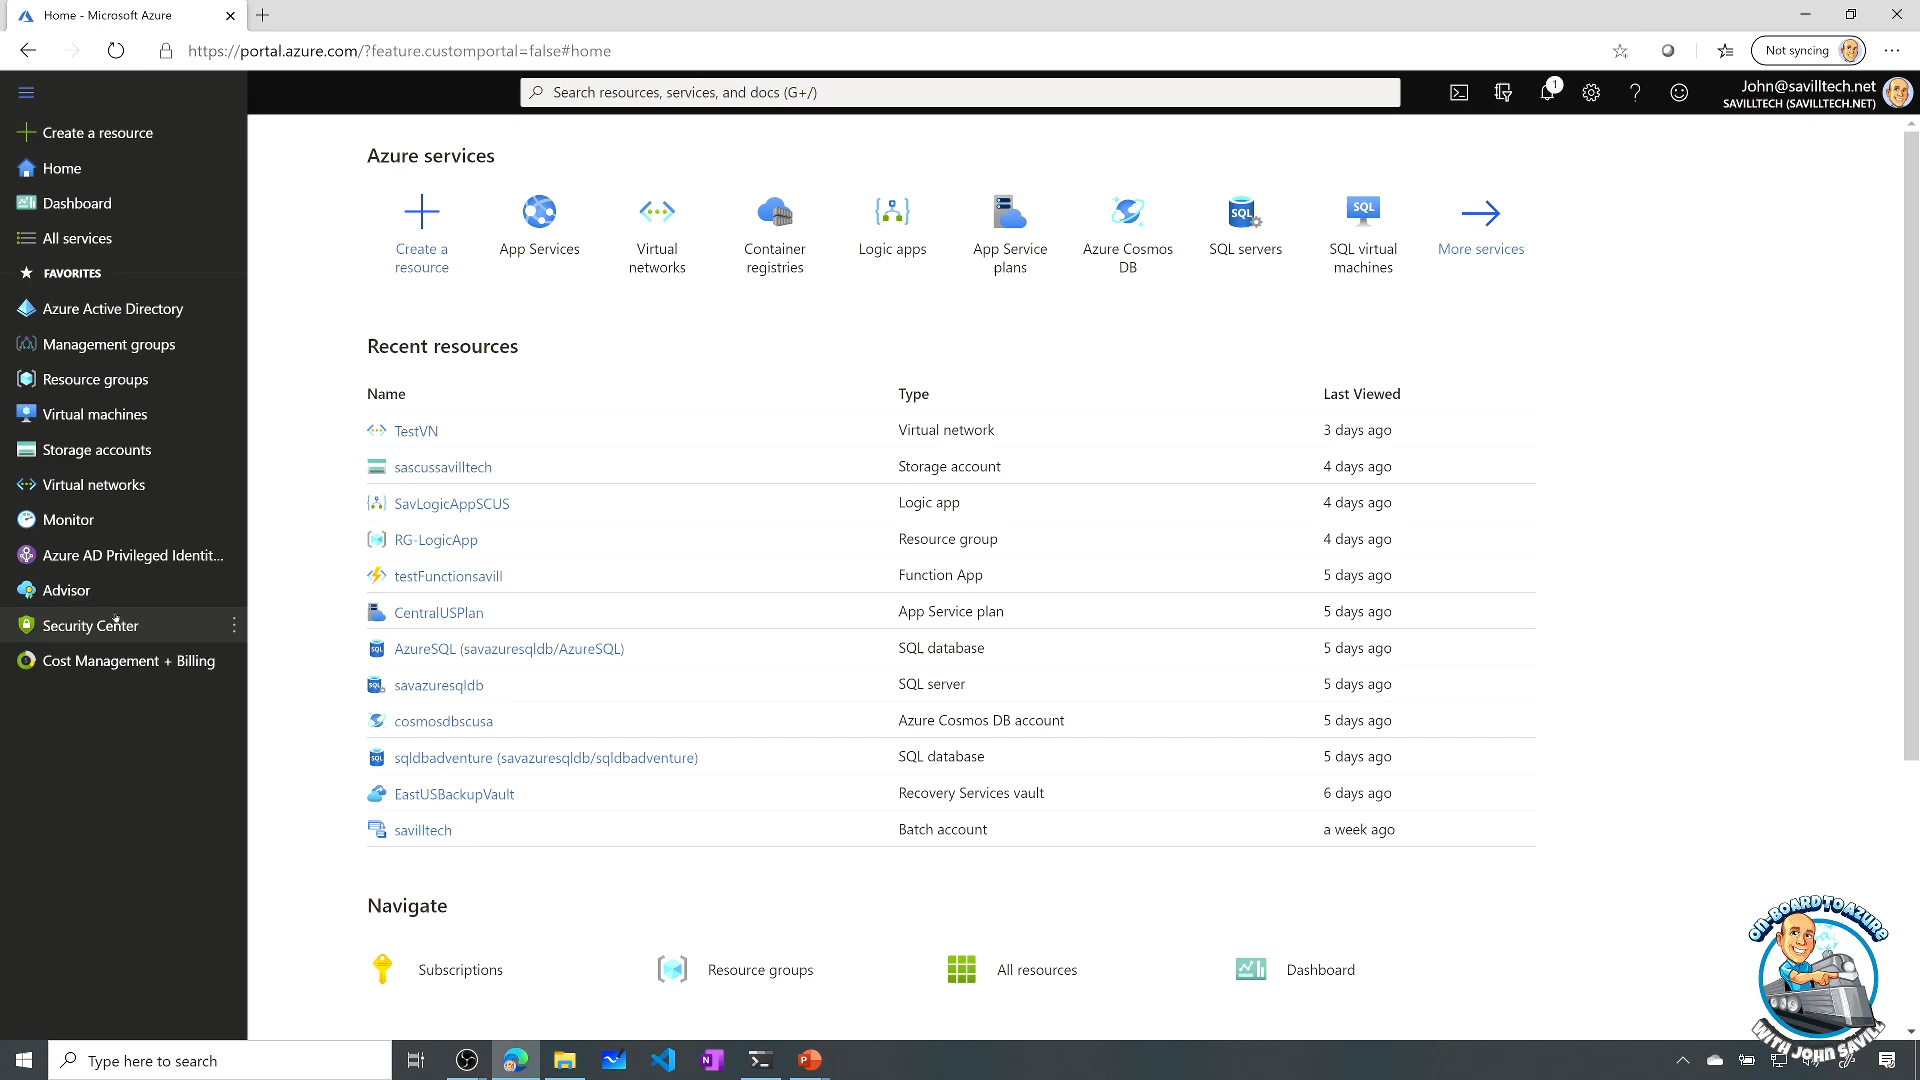 Home - Microsoft Azure
https://portal.azure.com/?feature.customportal=false#home
Not syncing
Search resources, services, and docs (G+/)
1
John@savilltech.net
SAVILLTECH (SAVILLTECH.NET)
Create a resource
Home
Dashboard
All services
FAVORITES
Azure Active Directory
Management groups
Resource groups
Virtual machines
Storage accounts
Virtual networks
Monitor
Azure AD Privileged Identit...
Advisor
Security Center
Cost Management + Billing
Azure services
Create a
resource
App Services
Virtual
networks
Container
registries
Logic apps
App Service
plans
Azure Cosmos
DB
SQL
SQL servers
SQL
SQL virtual
machines
More services
Recent resources
Name Type Last Viewed
TestVN Virtual network 3 days ago
sascussavilltech Storage account 4 days ago
SavLogicAppSCUS Logic app 4 days ago
RG-LogicApp Resource group 4 days ago
testFunctionsavill Function App 5 days ago
CentralUSPlan App Service plan 5 days ago
SQL AzureSQL (savazuresqldb/AzureSQL) SQL database 5 days ago
SQL savazuresqldb SQL server 5 days ago
cosmosdbscusa Azure Cosmos DB account 5 days ago
SQL sqldbadventure (savazuresqldb/sqldbadventure) SQL database 5 days ago
EastUSBackupVault Recovery Services vault 6 days ago
savilltech Batch account a week ago
Navigate
Subscriptions
Resource groups
All resources
Dashboard
ON-BOARD TO AZURE
WITH JOHN SAVILL
Type here to search
N
P